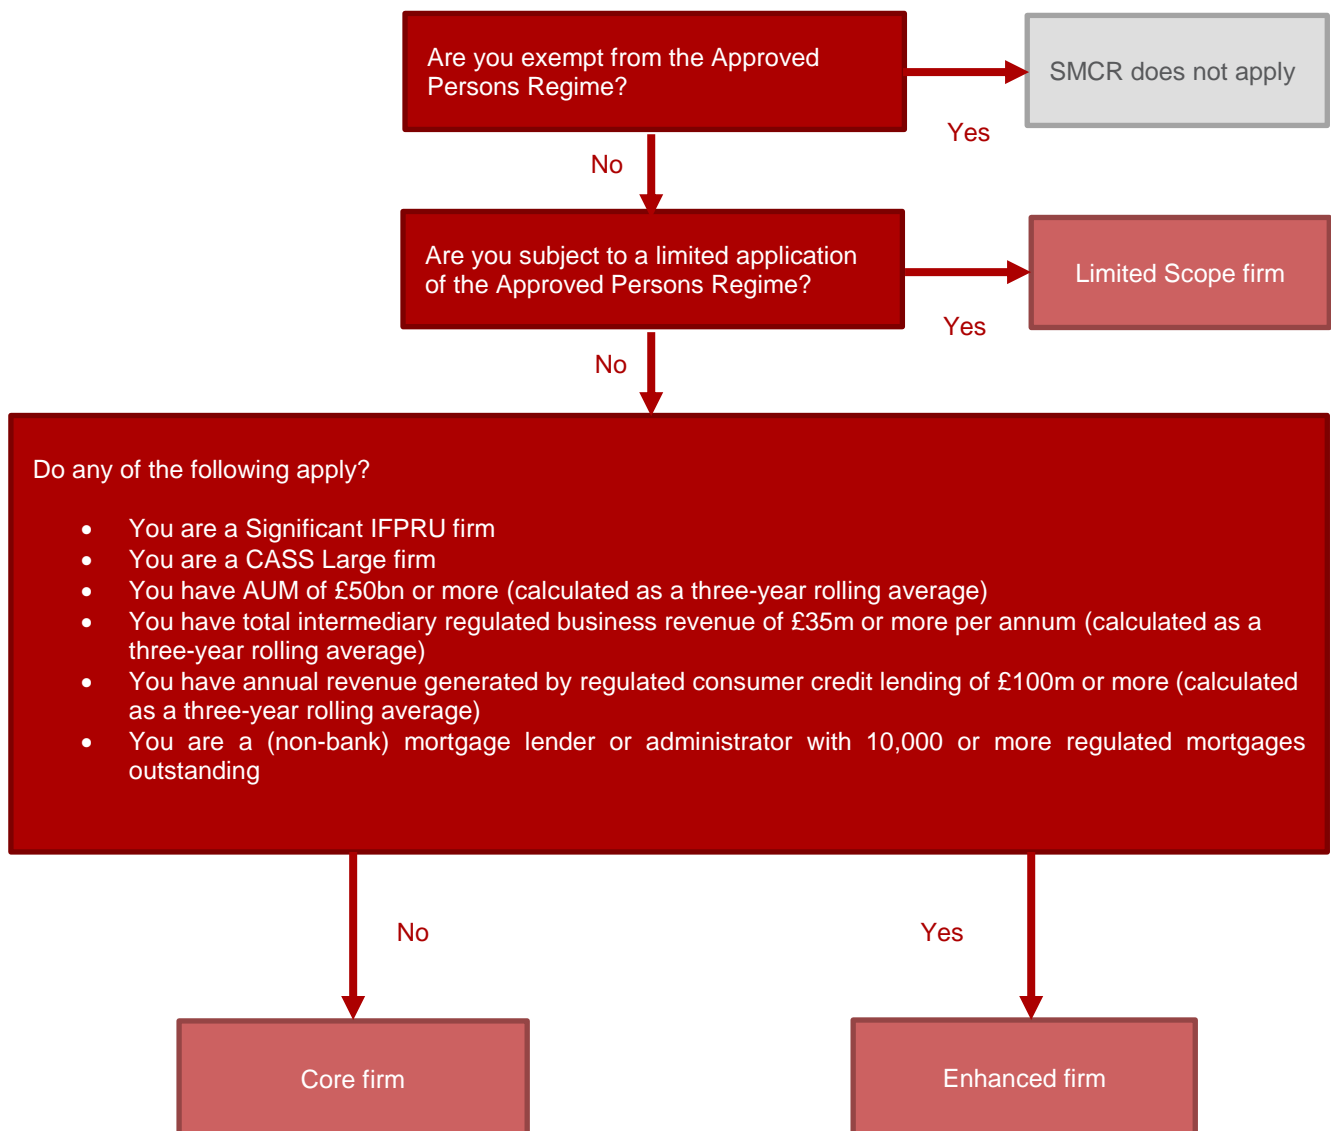 Are you exempt from the Approved
Persons Regime?
SMCR does not apply
Yes
No
Are you subject to a limited application
of the Approved Persons Regime?
Limited Scope firm
Yes
No
Do any of the following apply?
• You are a Significant IFPRU firm
• You are a CASS Large firm
• You have AUM of £50bn or more (calculated as a three-year rolling average)
• You have total intermediary regulated business revenue of £35m or more per annum (calculated as a
three-year rolling average)
• You have annual revenue generated by regulated consumer credit lending of £100m or more (calculated
as a three-year rolling average)
• You are a (non-bank) mortgage lender or administrator with 10,000 or more regulated mortgages
outstanding
No
Yes
Core firm
Enhanced firm